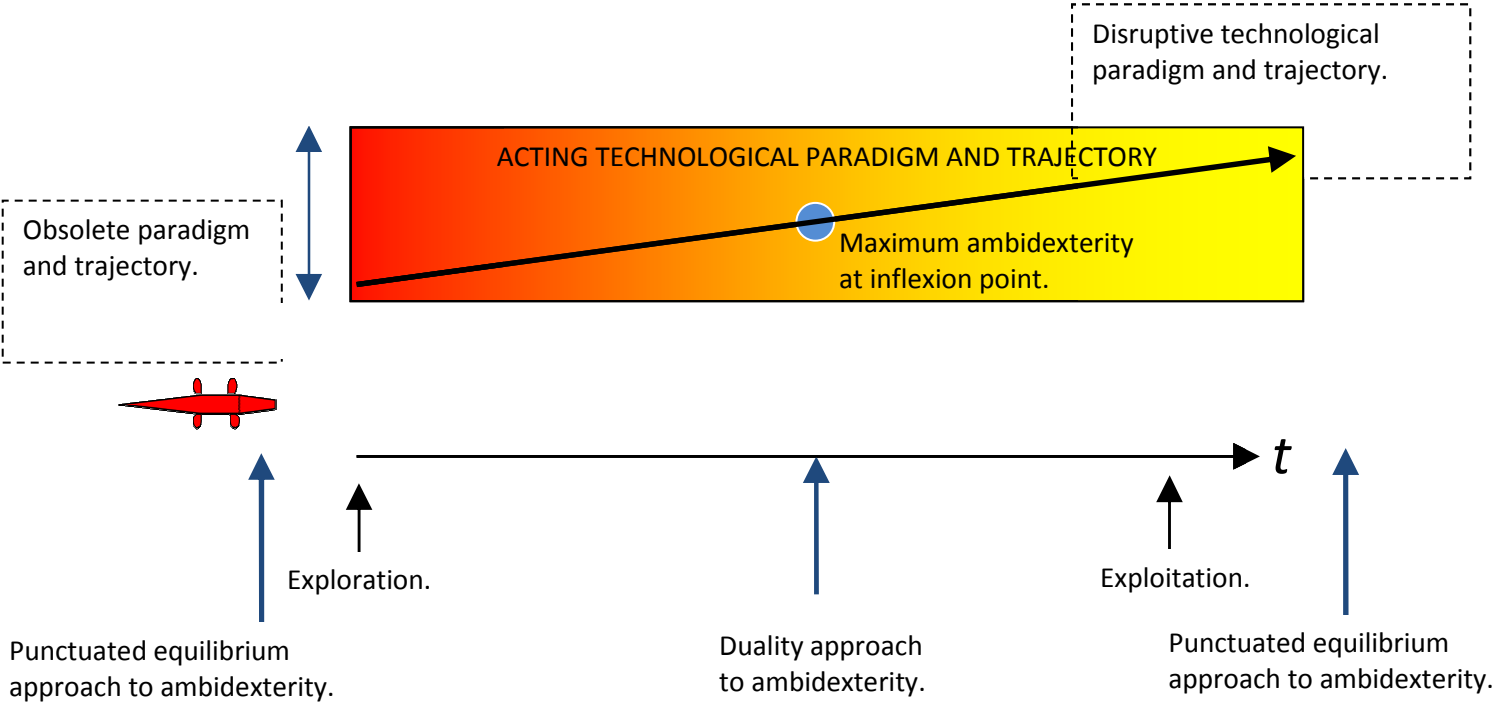 Disruptive technological
paradigm and trajectory.
ACTING TECHNOLOGICAL PARADIGM AND TRAJECTORY
Obsolete paradigm
and trajectory.
Maximum ambidexterity
at inflexion point.
t
Exploration.
Exploitation.
Punctuated equilibrium
approach to ambidexterity.
Duality approach
to ambidexterity.
Punctuated equilibrium
approach to ambidexterity.